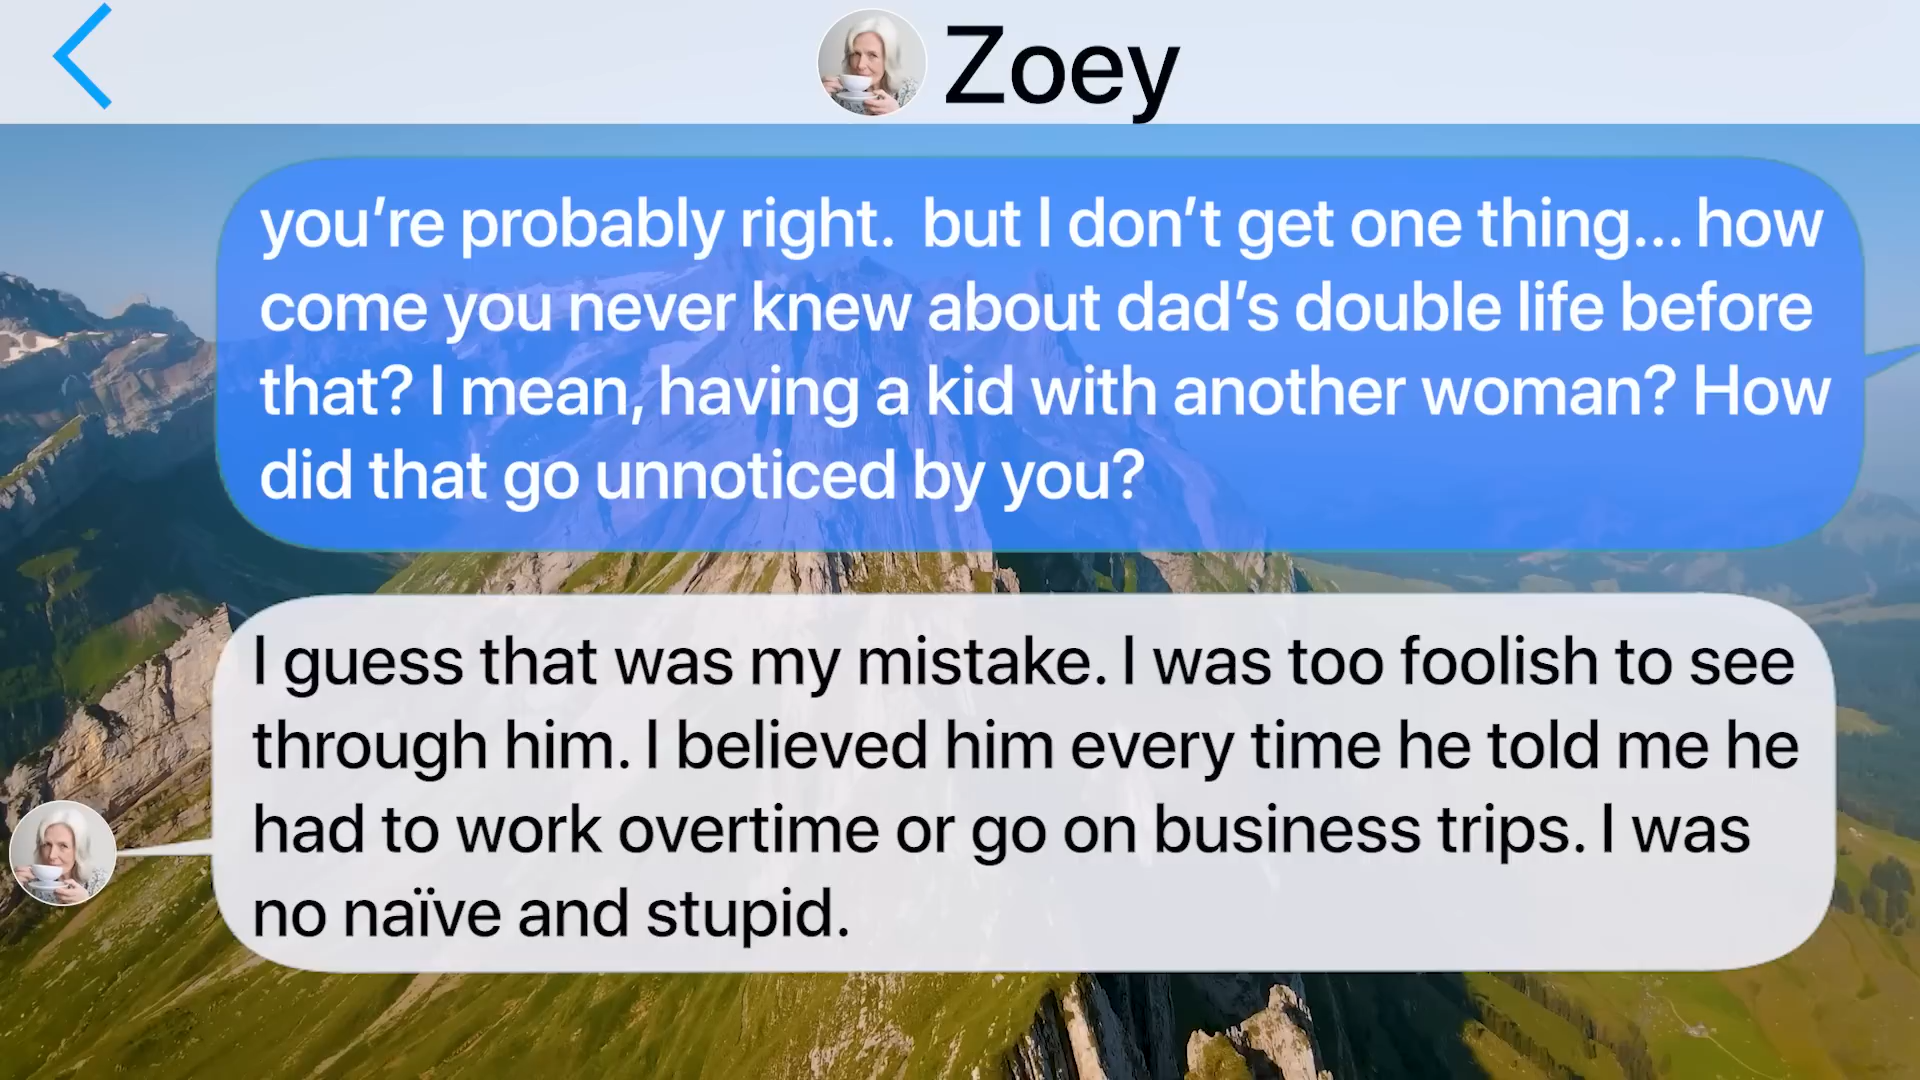 Zoey
you’re probably right.  but I don’t get one thing... how
come you never knew about dad’s double life before
that? I mean, having a kid with another woman? How
did that go unnoticed by you?
I guess that was my mistake. I was too foolish to see
through him. I believed him every time he told me he
had to work overtime or go on business trips. I was
no naïve and stupid.